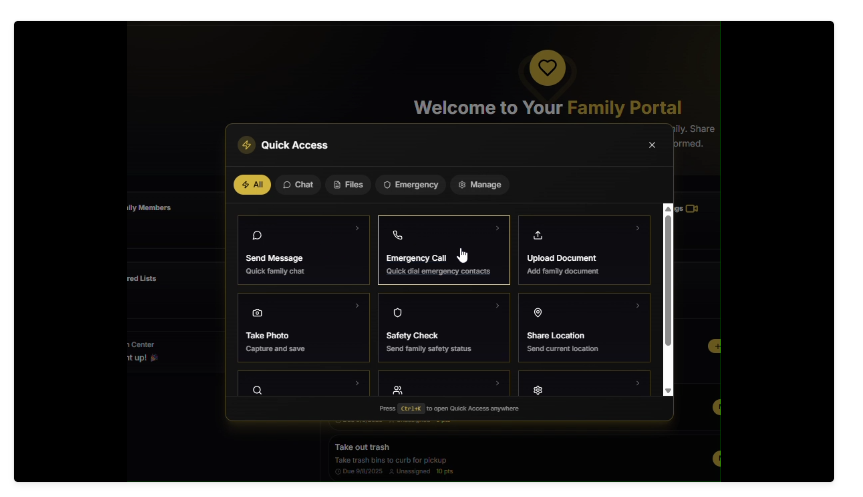 Welcome to Your Family Portal
ily. Share
ormed.
Quick Access
All
Chat
Files
Emergency
Manage
ily Members
gs
Send Message
Quick family chat
Emergency Call
Quick dial emergency contacts
Upload Document
Add family document
red Lists
Take Photo
Capture and save
Safety Check
Send family safety status
Share Location
Send current location
Center
nt up!
Press Ctrl+K to open Quick Access anywhere
Take out trash
Take trash bins to curb for pickup
Due 9/8/2025 Unassigned 10 pts